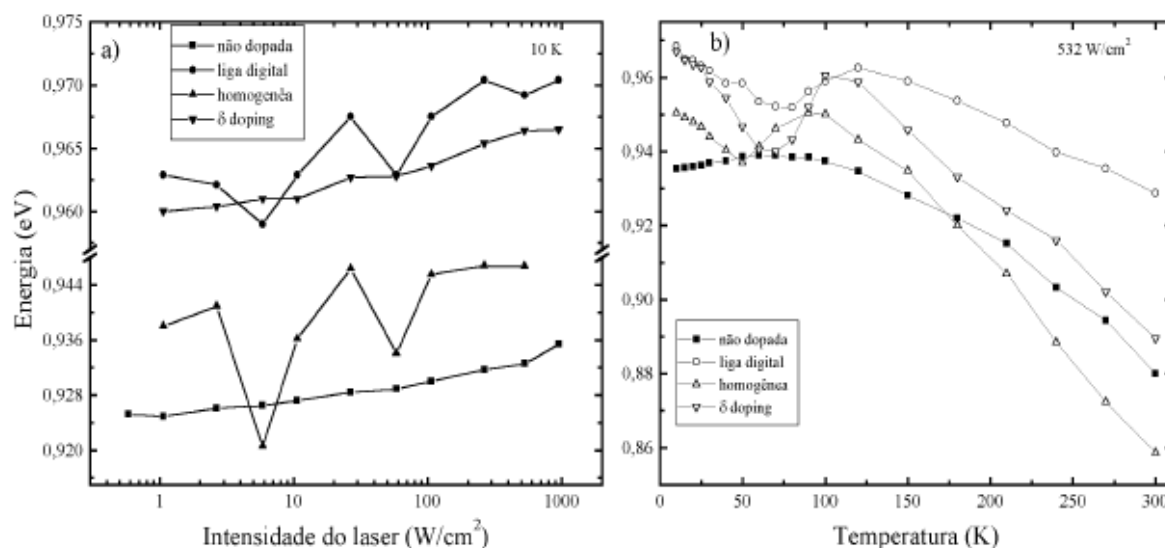 a)
10 K
não dopada
liga digital
homogenêa
δ doping
Energia (eV)
0,975
0,970
0,965
0,960
0,944
0,936
0,928
0,920
1
10
100
1000
Intensidade do laser (W/cm²)
b)
532 W/cm²
0,96
0,94
0,92
0,90
0,88
0,86
não dopada
liga digital
homogênea
δ doping
0
50
100
150
200
250
300
Temperatura (K)